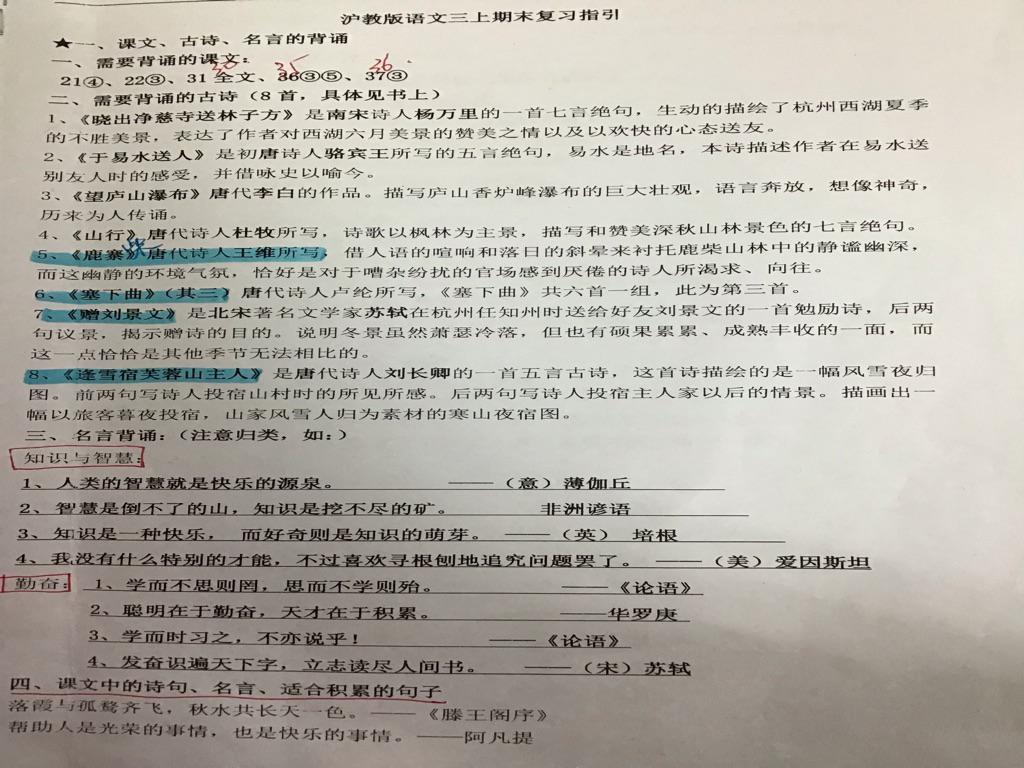 沪教版语文三上期末复习指引
★一、课文、古诗、名言的背诵
一、需要背诵的课文：
30 35 36
21④、22③、31 全文、36③⑤、37③
二、需要背诵的古诗（8 首，具体见书上）
1、《晓出净慈寺送林子方》是南宋诗人杨万里的一首七言绝句，生动的描绘了杭州西湖夏季
的不胜美景，表达了作者对西湖六月美景的赞美之情以及以欢快的心态送友。
2、《于易水送人》是初唐诗人骆宾王所写的五言绝句，易水是地名，本诗描述作者在易水送
别友人时的感受，并借咏史以喻今。
3、《望庐山瀑布》唐代李白的作品。描写庐山香炉峰瀑布的巨大壮观，语言奔放，想像神奇，
历来为人传诵。
4、《山行》唐代诗人杜牧所写，诗歌以枫林为主景，描写和赞美深秋山林景色的七言绝句。
5、《鹿寨》柴唐代诗人王维所写，借人语的喧响和落日的斜晕来衬托鹿柴山林中的静谧幽深，
而这幽静的环境气氛，恰好是对于嘈杂纷扰的官场感到厌倦的诗人所渴求、向往。
6、《塞下曲》（其三）唐代诗人卢纶所写，《塞下曲》共六首一组，此为第三首。
7、《赠刘景文》是北宋著名文学家苏轼在杭州任知州时送给好友刘景文的一首勉励诗，后两
句议景，揭示赠诗的目的。说明冬景虽然萧瑟冷落，但也有硕果累累、成熟丰收的一面，而
这一点恰恰是其他季节无法相比的。
8、《逢雪宿芙蓉山主人》是唐代诗人刘长卿的一首五言古诗，这首诗描绘的是一幅风雪夜归
图。前两句写诗人投宿山村时的所见所感。后两句写诗人投宿主人家以后的情景。描画出一
幅以旅客暮夜投宿，山家风雪人归为素材的寒山夜宿图。
三、名言背诵：（注意归类，如：）
知识与智慧：
1、人类的智慧就是快乐的源泉。 ——（意）薄伽丘
2、智慧是倒不了的山，知识是挖不尽的矿。 非洲谚语
3、知识是一种快乐， 而好奇则是知识的萌芽。 ——（英） 培根
4、我没有什么特别的才能，不过喜欢寻根刨地追究问题罢了。 ——（美）爱因斯坦
勤奋： 1、学而不思则罔，思而不学则殆。 ——《论语》
2、聪明在于勤奋，天才在于积累。 ——华罗庚
3、学而时习之，不亦说乎！ ——《论语》
4、发奋识遍天下字，立志读尽人间书。 ——（宋）苏轼
四、课文中的诗句、名言、适合积累的句子
落霞与孤鹜齐飞，秋水共长天一色。——《滕王阁序》
帮助人是光荣的事情，也是快乐的事情。——阿凡提